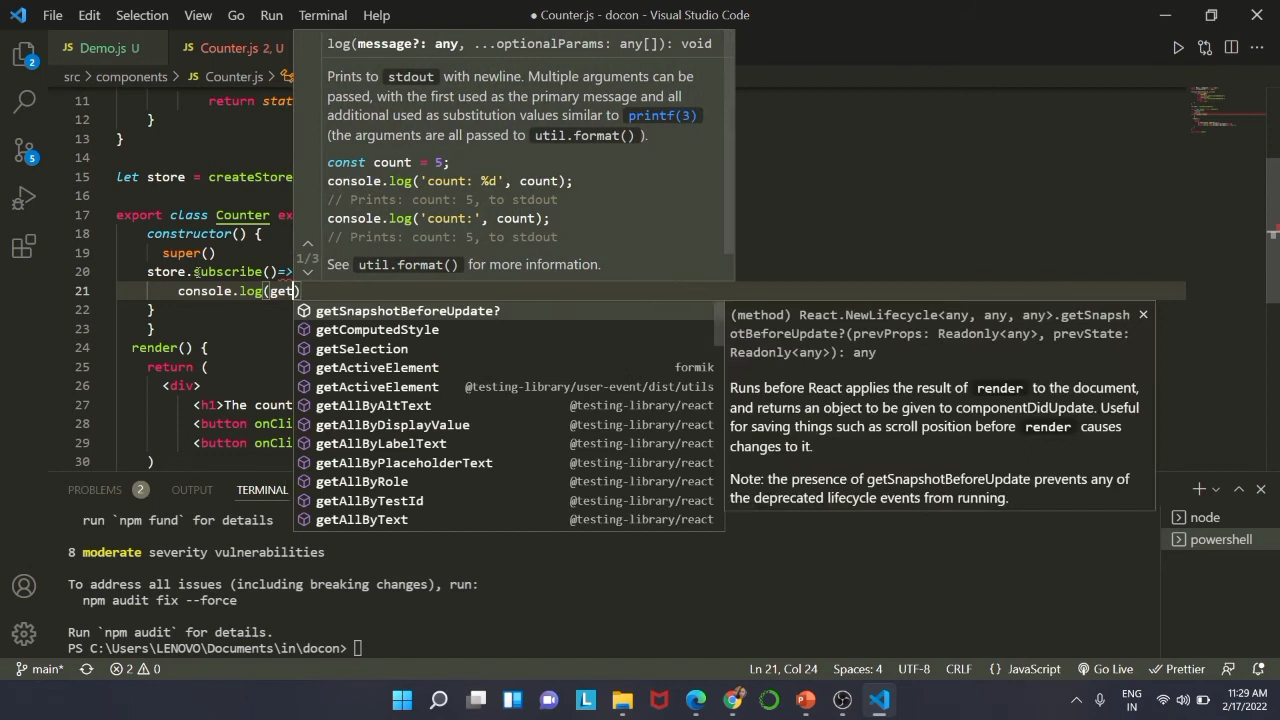 File Edit Selection View Go Run Terminal Help
● Counter.js - docon - Visual Studio Code
Demo.js
Counter.js 2, U
src > components > Counter.js >
11 return stat
12 }
13 }
14
15 let store = createStore
16
17 export class Counter ex
18 constructor() {
19 super()
20 store.subscribe()=>
21 console.log(get)
22 }
23 }
24 render() {
25 return (
26 <div>
27 <h1>The count
28 <button onCli
29 <button onCli
30 )
log(message?: any, ...optionalParams: any[]): void
Prints to stdout with newline. Multiple arguments can be
passed, with the first used as the primary message and all
additional used as substitution values similar to printf(3)
(the arguments are all passed to util.format() ).
const count = 5;
console.log('count: %d', count);
// Prints: count: 5, to stdout
console.log('count:', count);
// Prints: count: 5, to stdout
1/3
See util.format() for more information.
getSnapshotBeforeUpdate?
getComputedStyle
getSelection
getActiveElement formik
getActiveElement @testing-library/user-event/dist/utils
getAllByAltText @testing-library/react
getAllByDisplayValue @testing-library/react
getAllByLabelText @testing-library/react
getAllByPlaceholderText @testing-library/react
getAllByRole @testing-library/react
getAllByTestId @testing-library/react
getAllByText @testing-library/react
(method) React.NewLifecycle<any, any, any>.getSnapsh
otBeforeUpdate?(prevProps: Readonly<any>, prevState:
Readonly<any>): any
Runs before React applies the result of render to the document,
and returns an object to be given to componentDidUpdate. Useful
for saving things such as scroll position before render causes
changes to it.
Note: the presence of getSnapshotBeforeUpdate prevents any of
the deprecated lifecycle events from running.
2
5
PROBLEMS 2 OUTPUT TERMINAL
run `npm fund` for details
8 moderate severity vulnerabilities
To address all issues (including breaking changes), run:
npm audit fix --force
Run `npm audit` for details.
PS C:\Users\LENOVO\Documents\in\docon>
node
powershell
main* 2 0
Ln 21, Col 24 Spaces: 4 UTF-8 CRLF {} JavaScript Go Live Prettier
ENG
IN
11:29 AM
2/17/2022